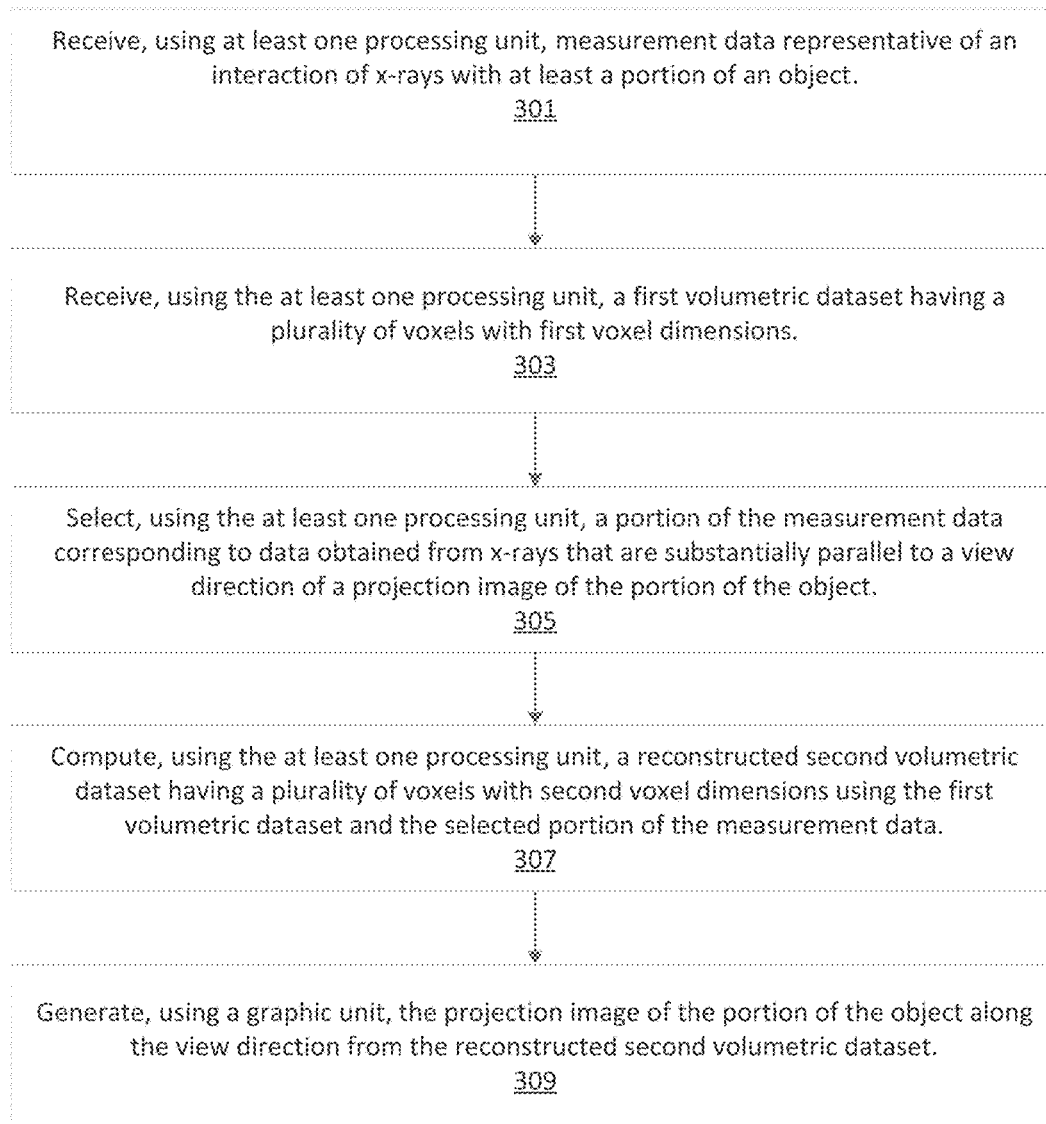 Receive, using at least one processing unit, measurement data representative of an
interaction of x-rays with at least a portion of an object.
301
Receive, using the at least one processing unit, a first volumetric dataset having a
plurality of voxels with first voxel dimensions.
303
Select, using the at least one processing unit, a portion of the measurement data
corresponding to data obtained from x-rays that are substantially parallel to a view
direction of a projection image of the portion of the object.
305
Compute, using the at least one processing unit, a reconstructed second volumetric
dataset having a plurality of voxels with second voxel dimensions using the first
volumetric dataset and the selected portion of the measurement data.
307
Generate, using a graphic unit, the projection image of the portion of the object along
the view direction from the reconstructed second volumetric dataset.
309